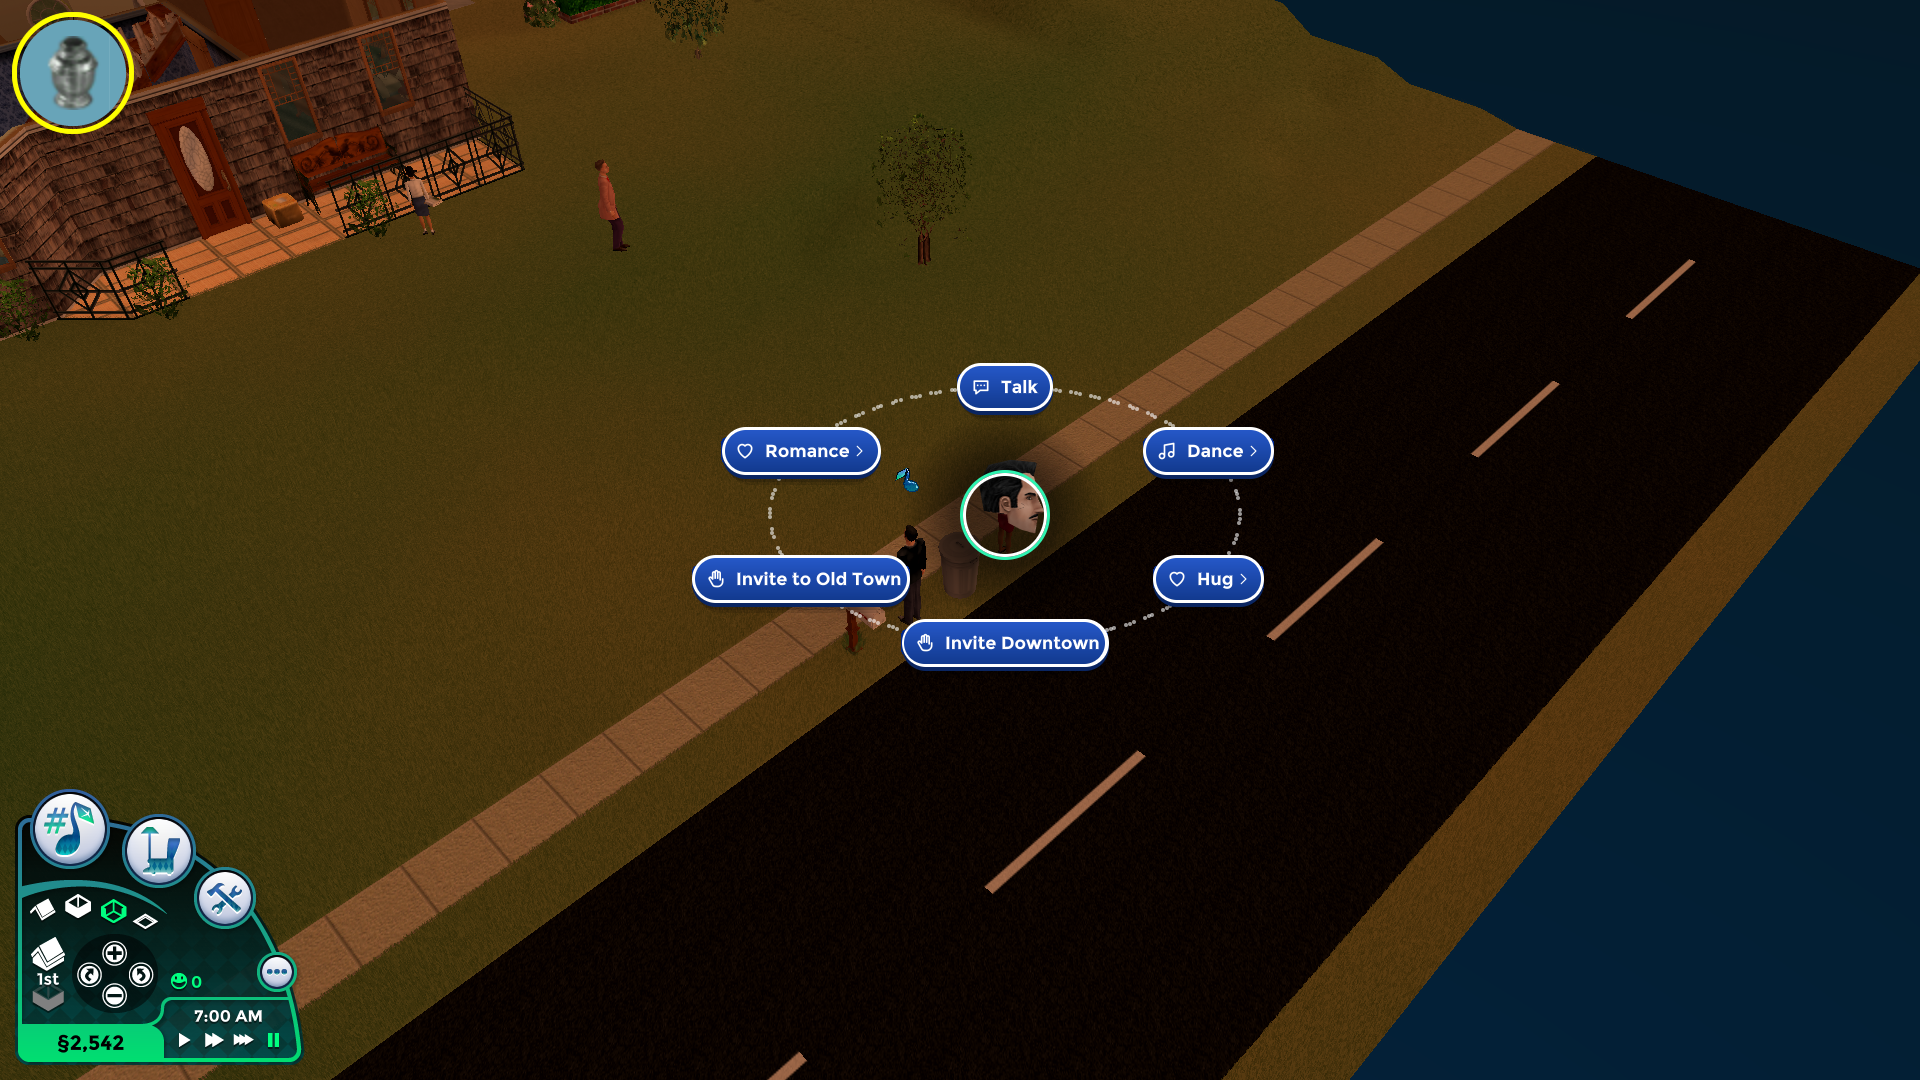 Talk
Romance
Dance
Invite to Old Town
Hug
Invite Downtown
#
1st
0
7:00 AM
§2,542